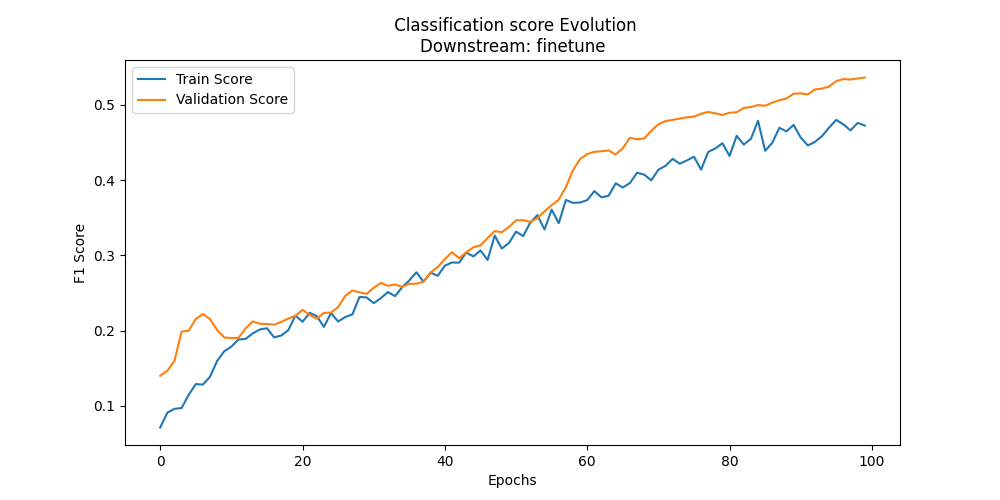 Classification score Evolution
Downstream: finetune
Train Score
Validation Score
F1 Score
0.5
0.4
0.3
0.2
0.1
0 20 40 60 80 100
Epochs